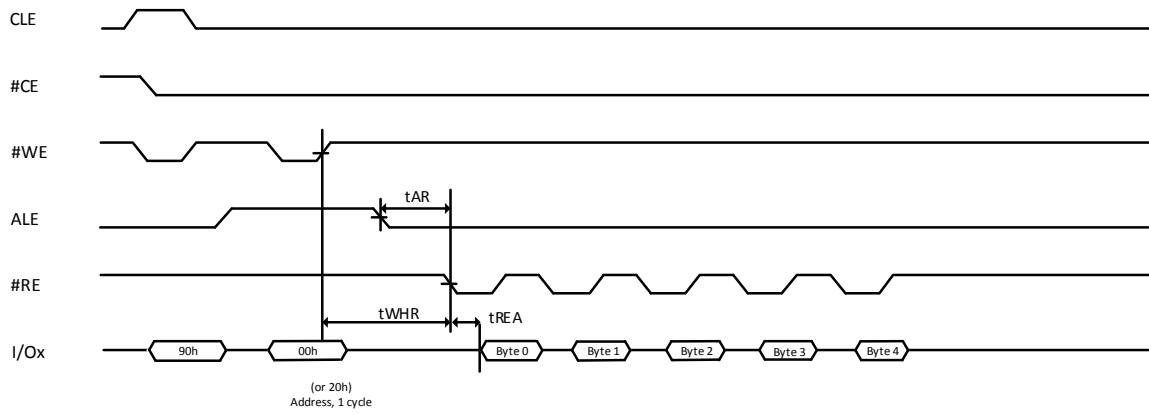 CLE
#CE
#WE
ALE
tAR
#RE
tWHR
tREA
I/Ox
90h
00h
Byte 0
Byte 1
Byte 2
Byte 3
Byte 4
(or 20h)
Address, 1 cycle